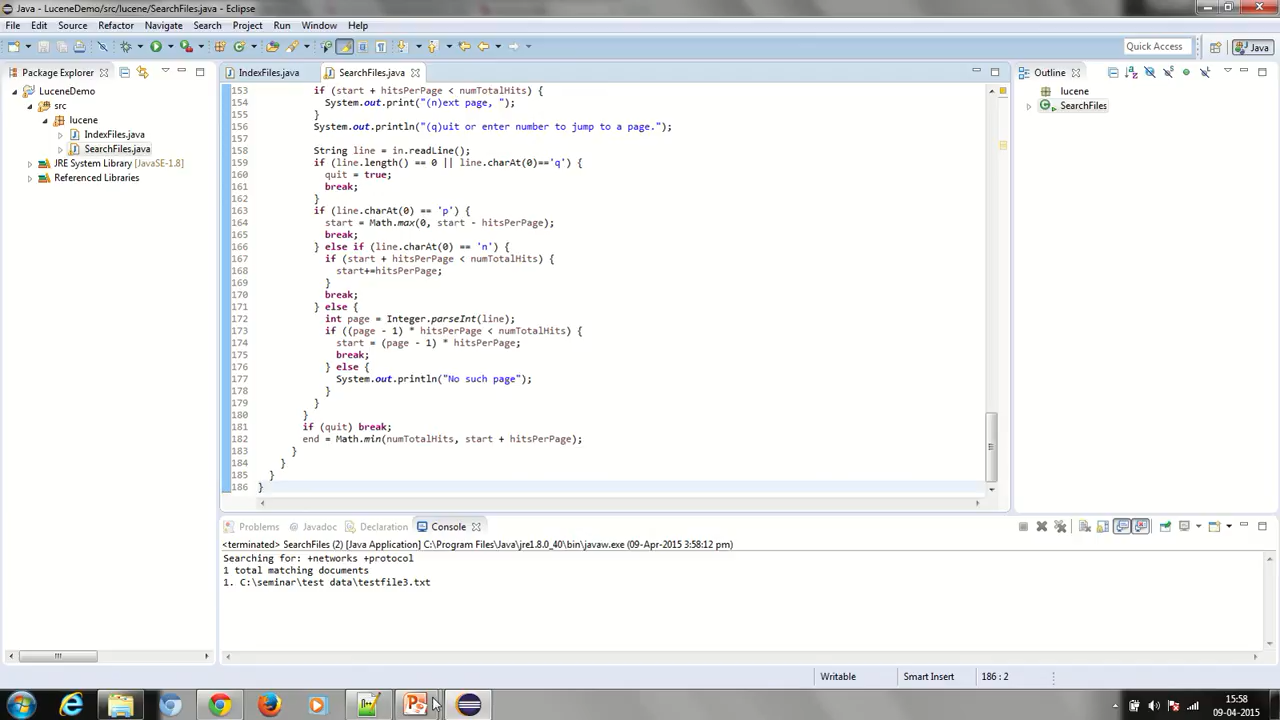 Java - LuceneDemo/src/lucene/SearchFiles.java - Eclipse
File Edit Source Refactor Navigate Search Project Run Window Help
Quick Access Java
Package Explorer
LuceneDemo
src
lucene
IndexFiles.java
SearchFiles.java
JRE System Library [JavaSE-1.8]
Referenced Libraries
IndexFiles.java SearchFiles.java
153 if (start + hitsPerPage < numTotalHits) {
154 System.out.print("(n)ext page, ");
155 }
156 System.out.println("(q)uit or enter number to jump to a page.");
157
158 String line = in.readLine();
159 if (line.length() == 0 || line.charAt(0)=='q') {
160 quit = true;
161 break;
162 }
163 if (line.charAt(0) == 'p') {
164 start = Math.max(0, start - hitsPerPage);
165 break;
166 } else if (line.charAt(0) == 'n') {
167 if (start + hitsPerPage < numTotalHits) {
168 start+=hitsPerPage;
169 }
170 break;
171 } else {
172 int page = Integer.parseInt(line);
173 if ((page - 1) * hitsPerPage < numTotalHits) {
174 start = (page - 1) * hitsPerPage;
175 break;
176 } else {
177 System.out.println("No such page");
178 }
179 }
180 }
181 if (quit) break;
182 end = Math.min(numTotalHits, start + hitsPerPage);
183 }
184 }
185 }
186 }
Outline
lucene
SearchFiles
Problems Javadoc Declaration Console
<terminated> SearchFiles (2) [Java Application] C:\Program Files\Java\jre1.8.0_40\bin\javaw.exe (09-Apr-2015 3:58:12 pm)
Searching for: +networks +protocol
1 total matching documents
1. C:\seminar\test data\testfile3.txt
Writable Smart Insert 186 : 2
15:58
09-04-2015